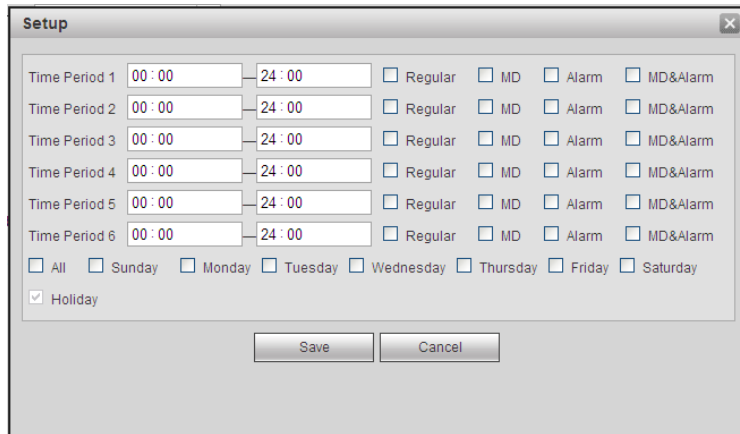 Setup
Time Period 1 00:00 — 24:00 Regular MD Alarm MD&Alarm
Time Period 2 00:00 — 24:00 Regular MD Alarm MD&Alarm
Time Period 3 00:00 — 24:00 Regular MD Alarm MD&Alarm
Time Period 4 00:00 — 24:00 Regular MD Alarm MD&Alarm
Time Period 5 00:00 — 24:00 Regular MD Alarm MD&Alarm
Time Period 6 00:00 — 24:00 Regular MD Alarm MD&Alarm
All Sunday Monday Tuesday Wednesday Thursday Friday Saturday
Holiday
Save Cancel